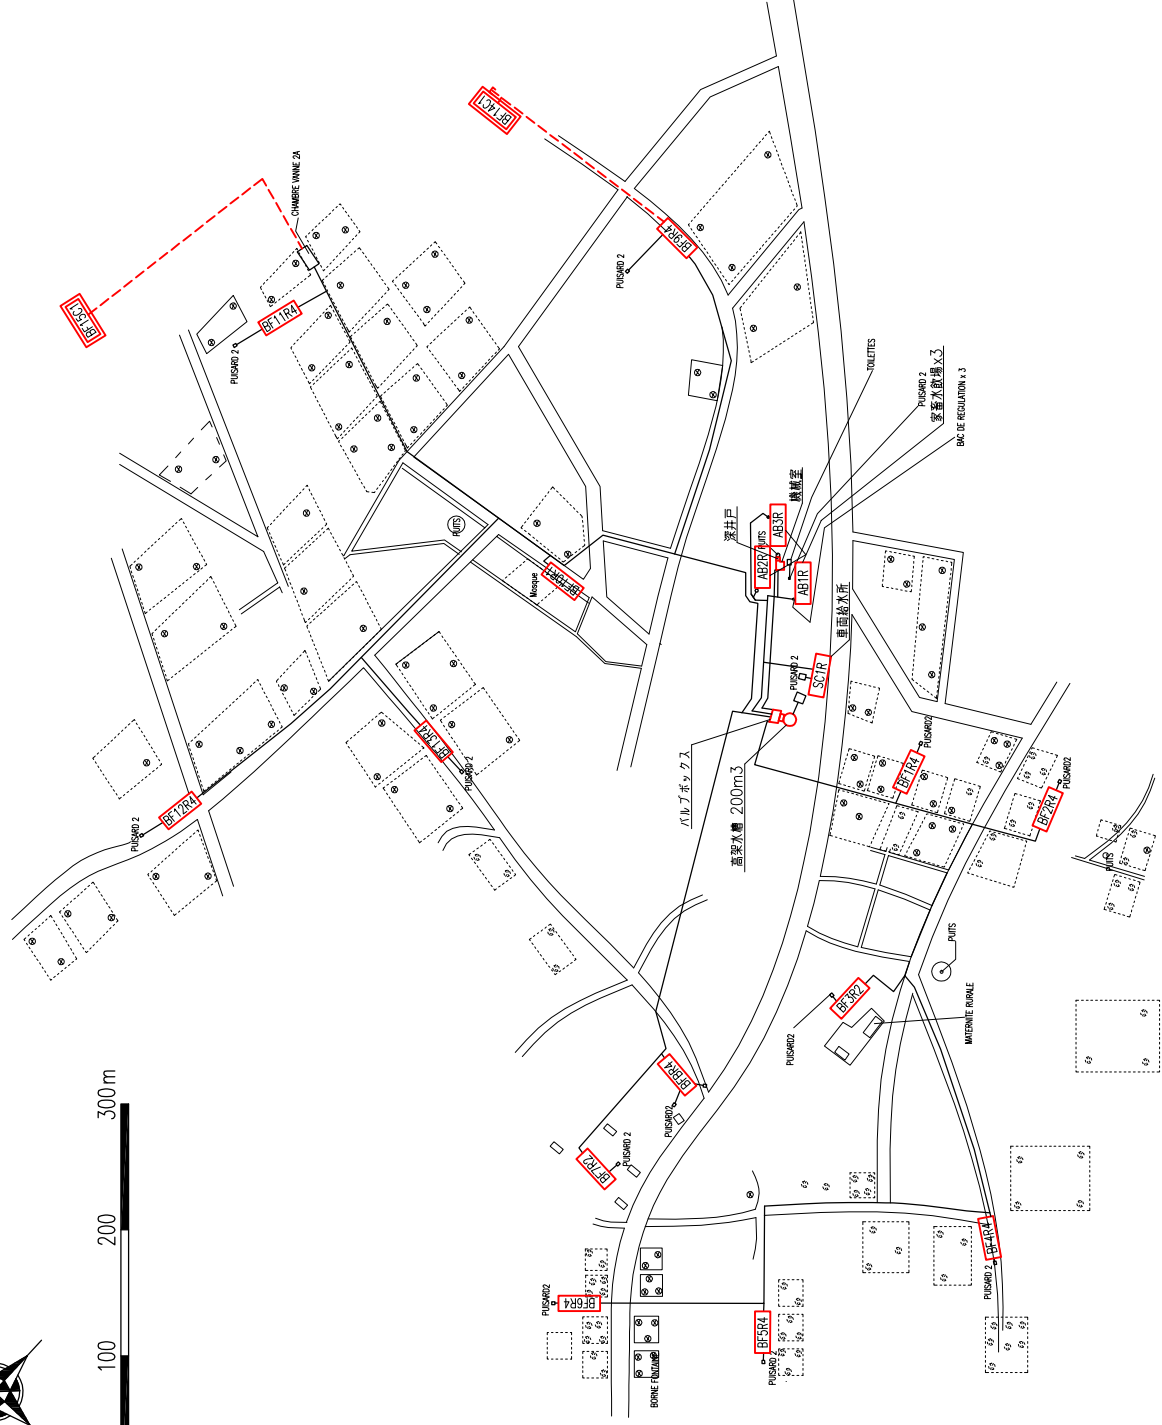 BF14C1
CHAMBRE VANNE 2A
BF9R4
PUISARD 2
BF15C1
BF11R4
PUISARD 2
TOILETTES
PUISARD 2
家畜水飲場x3
BAC DE REGULATION x 3
機械室
深井戸
PUITS
AB3R
AB2R
PUITS
AB1R
Mosque
BF10R1
車両給水所
PUISARD 2
SC1R
バルブボックス
高架水槽 200m3
BF13R4
PUISARD 2
BF12R4
PUISARD 2
BF1R4
PUISARD2
BF2R4
PUISARD2
PUITS
PUITS
BF3R2
PUISARD2
MATERNITE RURALE
BF8R4
PUISARD2
BF7R2
PUISARD 2
BF4R4
PUISARD 2
BF6R4
PUISARD2
BF5R4
PUISARD 2
BORNE FONTAINE
300m
200
100